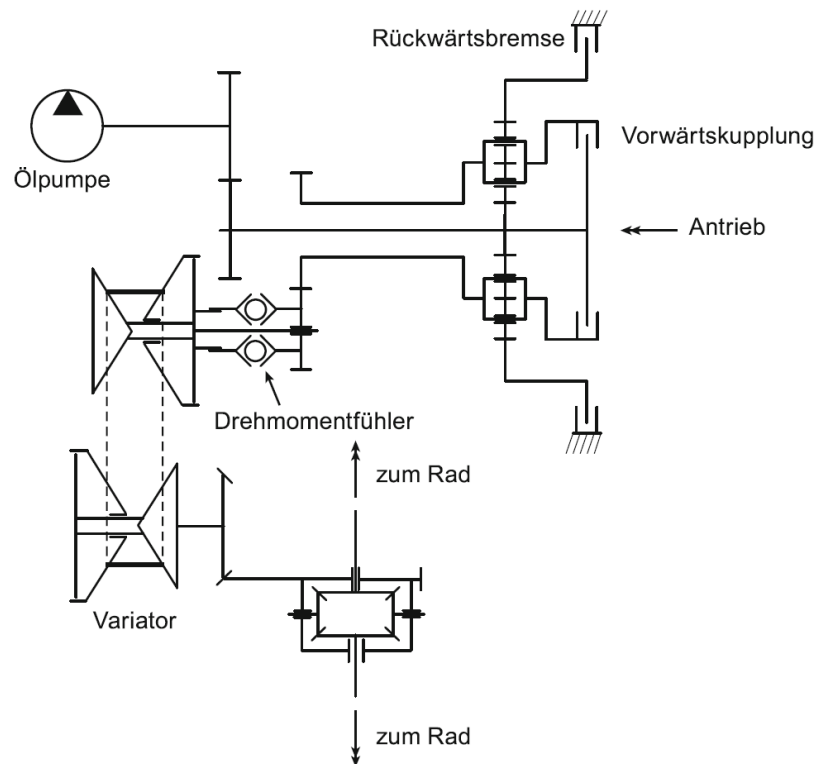 Rückwärtsbremse
Vorwärtskupplung
Ölpumpe
Antrieb
Drehmomentfühler
zum Rad
Variator
zum Rad